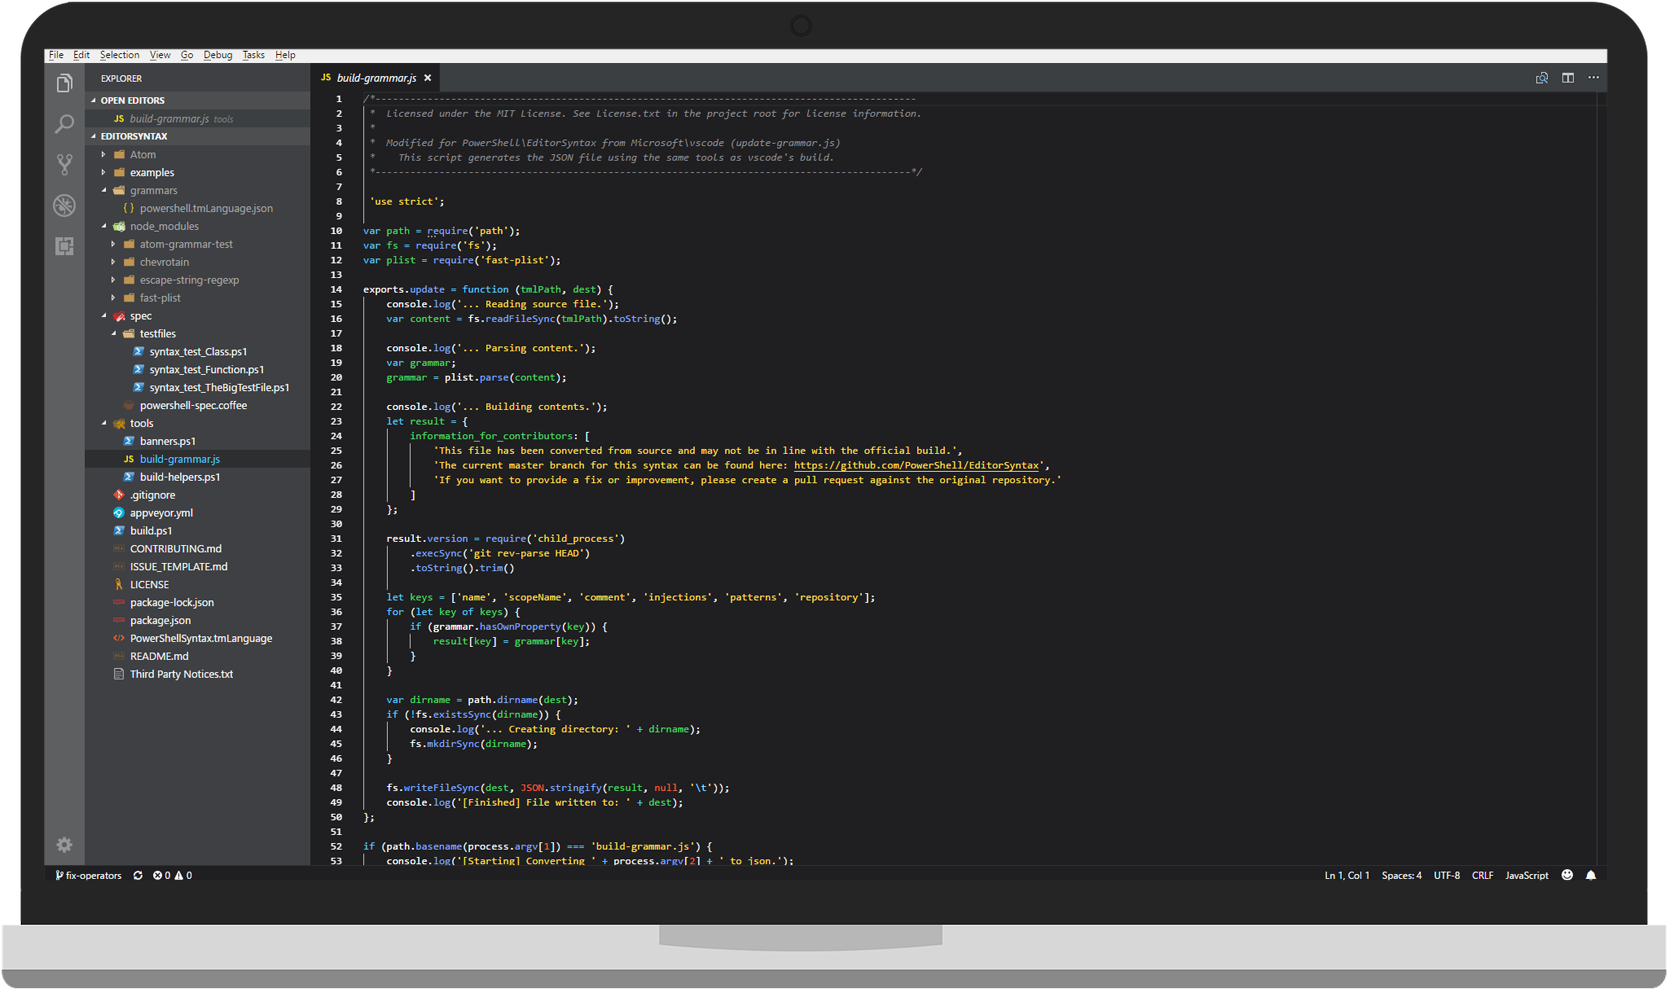 File Edit Selection View Go Debug Tasks Help
EXPLORER
OPEN EDITORS
JS build-grammar.js tools
EDITORSYNTAX
Atom
examples
grammars
{ } powershell.tmLanguage.json
node_modules
atom-grammar-test
chevrotain
escape-string-regexp
fast-plist
spec
testfiles
syntax_test_Class.ps1
syntax_test_Function.ps1
syntax_test_TheBigTestFile.ps1
powershell-spec.coffee
tools
banners.ps1
JS build-grammar.js
build-helpers.ps1
.gitignore
appveyor.yml
build.ps1
CONTRIBUTING.md
ISSUE_TEMPLATE.md
LICENSE
package-lock.json
package.json
PowerShellSyntax.tmLanguage
README.md
Third Party Notices.txt
JS build-grammar.js ×
1 /*---------------------------------------------------------------------------------------------
2 * Licensed under the MIT License. See License.txt in the project root for license information.
3 *
4 * Modified for PowerShell\EditorSyntax from Microsoft\vscode (update-grammar.js)
5 * This script generates the JSON file using the same tools as vscode's build.
6 *--------------------------------------------------------------------------------------------*/
7
8 'use strict';
9
10 var path = require('path');
11 var fs = require('fs');
12 var plist = require('fast-plist');
13
14 exports.update = function (tmlPath, dest) {
15 console.log('... Reading source file.');
16 var content = fs.readFileSync(tmlPath).toString();
17
18 console.log('... Parsing content.');
19 var grammar;
20 grammar = plist.parse(content);
21
22 console.log('... Building contents.');
23 let result = {
24 information_for_contributors: [
25 'This file has been converted from source and may not be in line with the official build.',
26 'The current master branch for this syntax can be found here: https://github.com/PowerShell/EditorSyntax',
27 'If you want to provide a fix or improvement, please create a pull request against the original repository.'
28 ]
29 };
30
31 result.version = require('child_process')
32 .execSync('git rev-parse HEAD')
33 .toString().trim()
34
35 let keys = ['name', 'scopeName', 'comment', 'injections', 'patterns', 'repository'];
36 for (let key of keys) {
37 if (grammar.hasOwnProperty(key)) {
38 result[key] = grammar[key];
39 }
40 }
41
42 var dirname = path.dirname(dest);
43 if (!fs.existsSync(dirname)) {
44 console.log('... Creating directory: ' + dirname);
45 fs.mkdirSync(dirname);
46 }
47
48 fs.writeFileSync(dest, JSON.stringify(result, null, '\t'));
49 console.log('[Finished] File written to: ' + dest);
50 };
51
52 if (path.basename(process.argv[1]) === 'build-grammar.js') {
53 console.log('[Starting] Converting ' + process.argv[2] + ' to json.');
fix-operators 0 0 Ln 1, Col 1 Spaces: 4 UTF-8 CRLF JavaScript